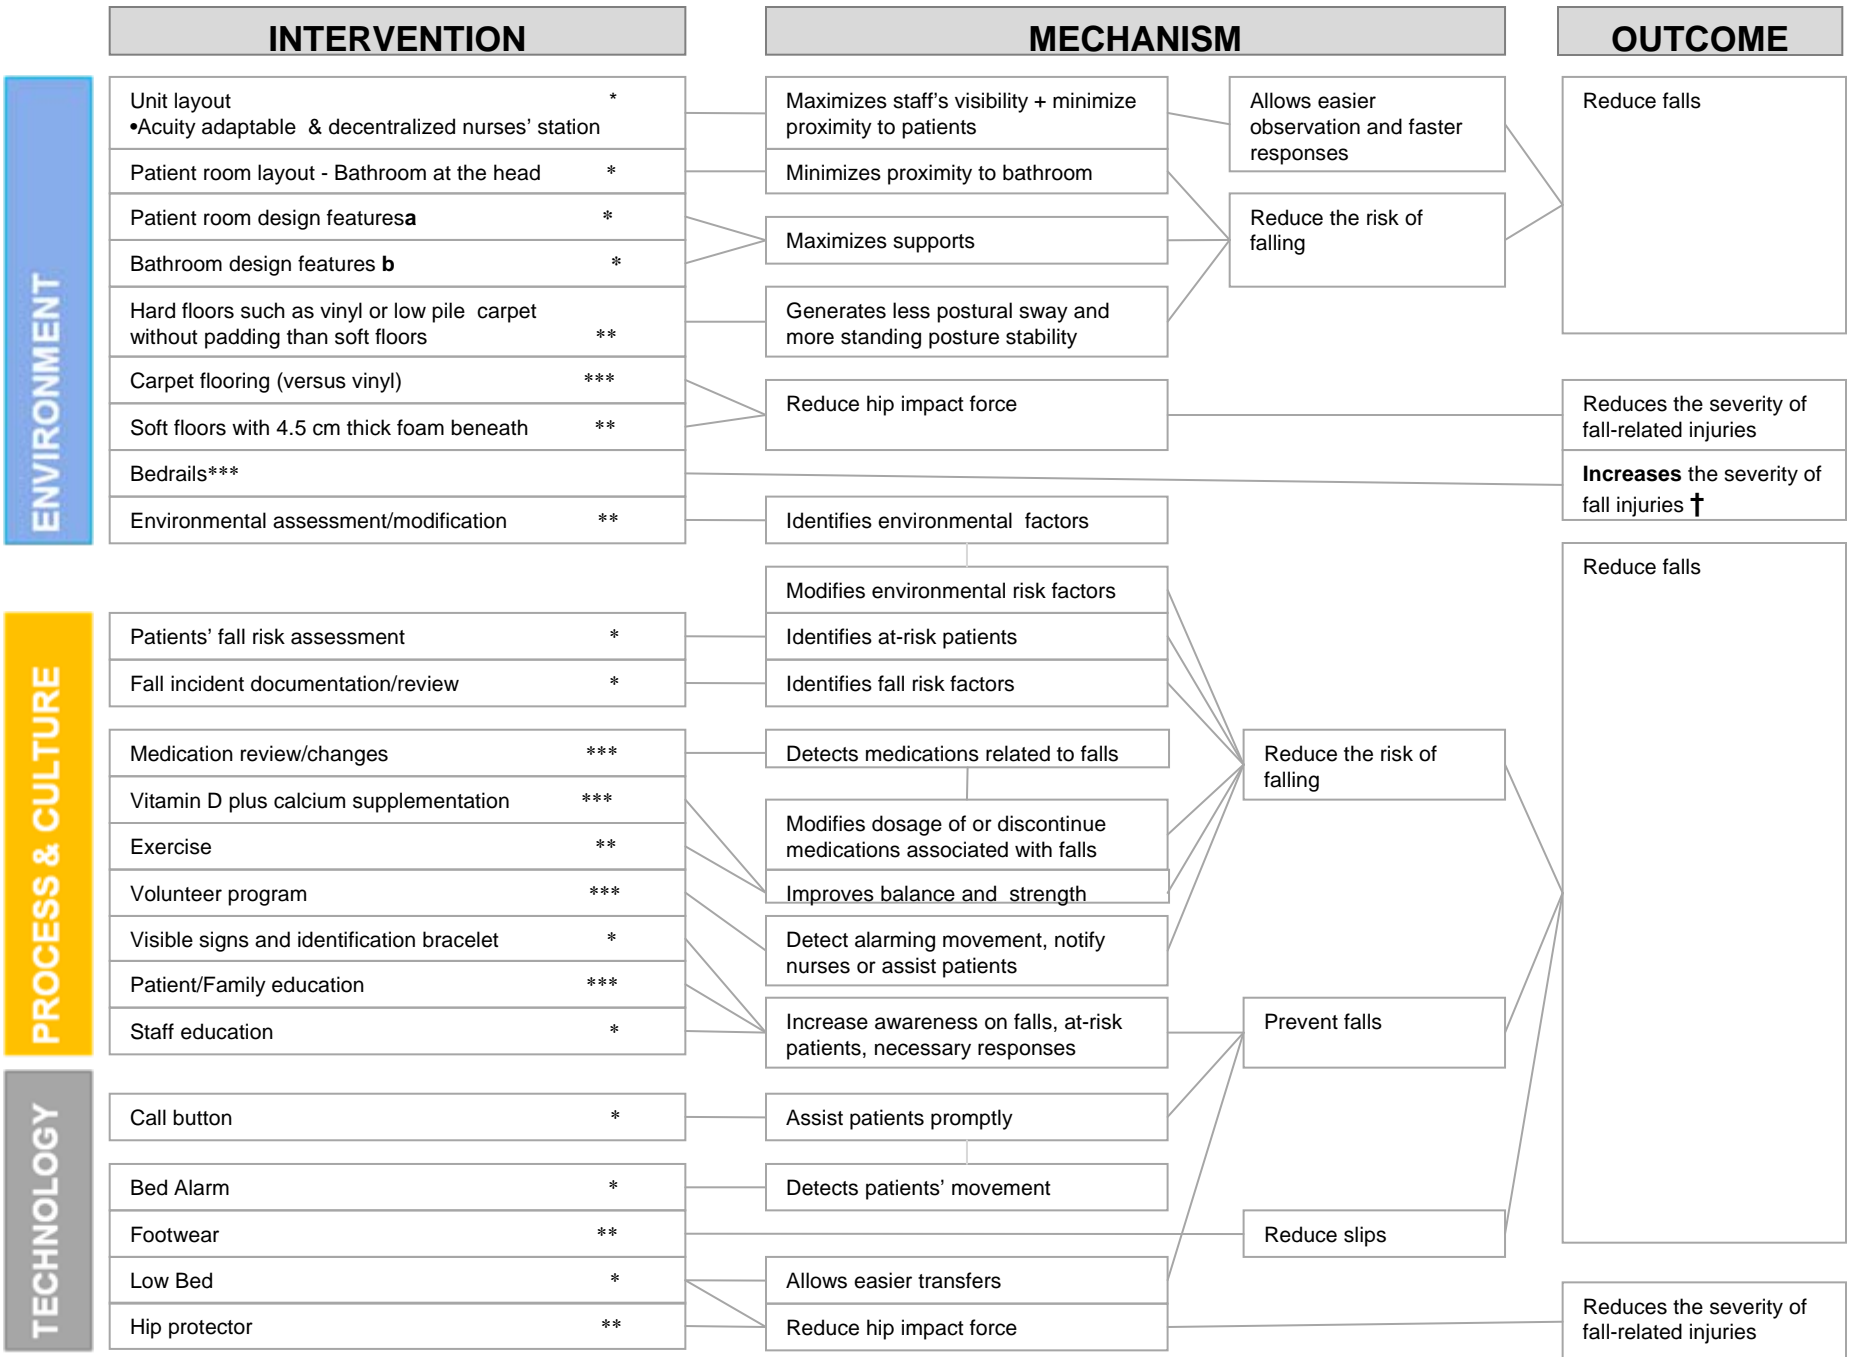 INTERVENTION
MECHANISM
OUTCOME
ENVIRONMENT
Unit layout *
•Acuity adaptable & decentralized nurses' station
Maximizes staff's visibility + minimize
proximity to patients
Allows easier
observation and faster
responses
Reduce falls
Patient room layout - Bathroom at the head *
Minimizes proximity to bathroom
Patient room design featuresa *
Maximizes supports
Reduce the risk of
falling
Bathroom design features b *
Hard floors such as vinyl or low pile carpet
without padding than soft floors **
Generates less postural sway and
more standing posture stability
Carpet flooring (versus vinyl) ***
Reduce hip impact force
Reduces the severity of
fall-related injuries
Soft floors with 4.5 cm thick foam beneath **
Bedrails***
Increases the severity of
fall injuries †
Environmental assessment/modification **
Identifies environmental factors
Reduce falls
Modifies environmental risk factors
PROCESS & CULTURE
Patients' fall risk assessment *
Identifies at-risk patients
Fall incident documentation/review *
Identifies fall risk factors
Medication review/changes ***
Detects medications related to falls
Reduce the risk of
falling
Vitamin D plus calcium supplementation ***
Modifies dosage of or discontinue
medications associated with falls
Exercise **
Improves balance and strength
Volunteer program ***
Detect alarming movement, notify
nurses or assist patients
Visible signs and identification bracelet *
Patient/Family education ***
Increase awareness on falls, at-risk
patients, necessary responses
Prevent falls
Staff education *
TECHNOLOGY
Call button *
Assist patients promptly
Bed Alarm *
Detects patients' movement
Footwear **
Reduce slips
Low Bed *
Allows easier transfers
Hip protector **
Reduce hip impact force
Reduces the severity of
fall-related injuries